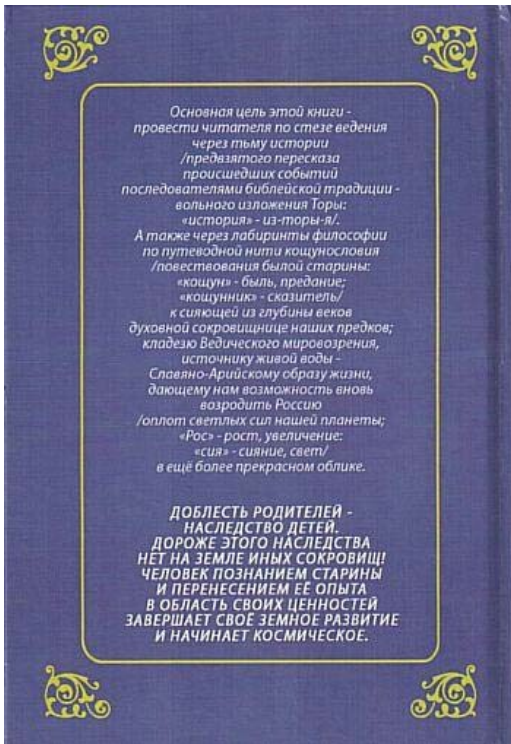 Основная цель этой книги -
провести читателя по стезе ведения
через тьму истории
/предвзятого пересказа
происшедших событий
последователями библейской традиции -
вольного изложения Торы:
«история» - из-торы-я/.
А также через лабиринты философии
по путеводной нити кощунословия
/повествования былой старины:
«кощун» - быль, предание;
«кощунник» - сказитель/
к сияющей из глубины веков
духовной сокровищнице наших предков;
кладезю Ведического мировозрения,
источнику живой воды -
Славяно-Арийскому образу жизни,
дающему нам возможность вновь
возродить Россию
/оплот светлых сил нашей планеты;
«Рос» - рост, увеличение:
«сия» - сияние, свет/
в ещё более прекрасном облике.
ДОБЛЕСТЬ РОДИТЕЛЕЙ -
НАСЛЕДСТВО ДЕТЕЙ.
ДОРОЖЕ ЭТОГО НАСЛЕДСТВА
НЕТ НА ЗЕМЛЕ ИНЫХ СОКРОВИЩ!
ЧЕЛОВЕК ПОЗНАНИЕМ СТАРИНЫ
И ПЕРЕНЕСЕНИЕМ ЕЁ ОПЫТА
В ОБЛАСТЬ СВОИХ ЦЕННОСТЕЙ
ЗАВЕРШАЕТ СВОЁ ЗЕМНОЕ РАЗВИТИЕ
И НАЧИНАЕТ КОСМИЧЕСКОЕ.